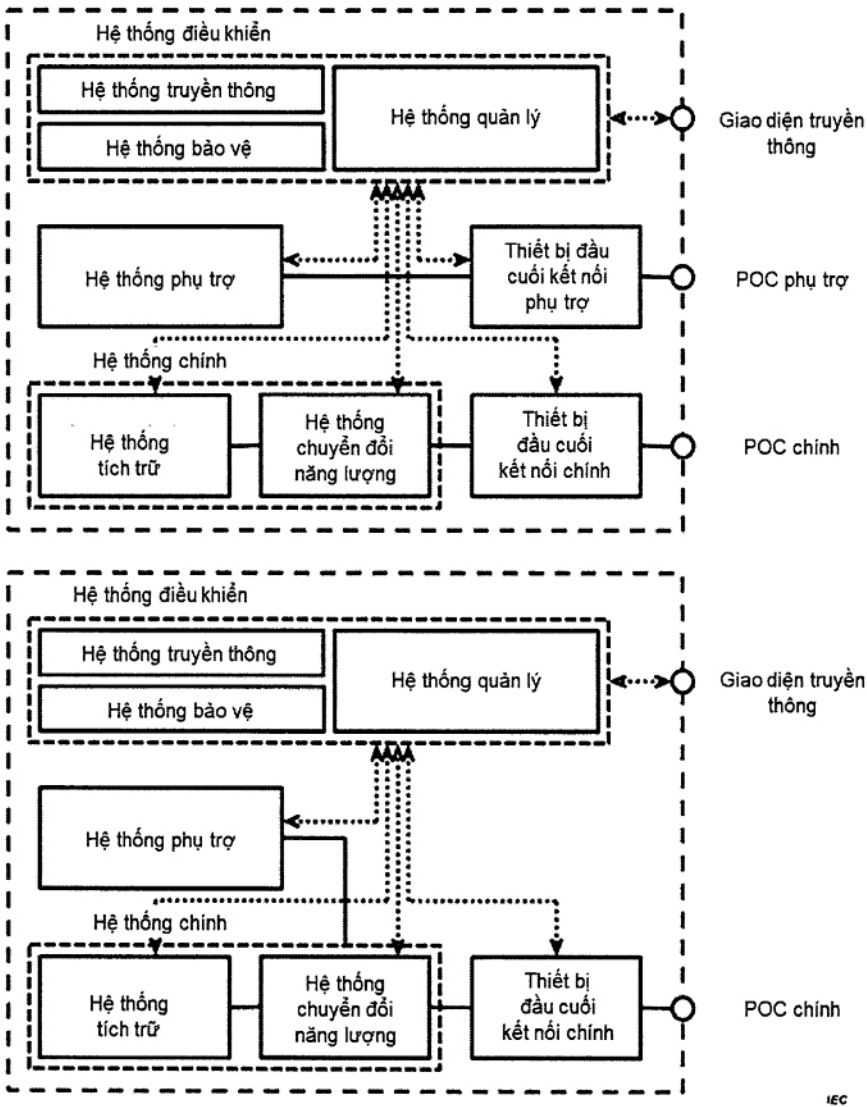 Hệ thống điều khiển
Hệ thống truyền thông
Hệ thống bảo vệ
Hệ thống quản lý
Giao diện truyền
thông
Hệ thống phụ trợ
Thiết bị đầu
cuối kết nối
phụ trợ
POC phụ trợ
Hệ thống chính
Hệ thống
tích trữ
Hệ thống
chuyển đổi
năng lượng
Thiết bị
đầu cuối
kết nối chính
POC chính
Hệ thống điều khiển
Hệ thống truyền thông
Hệ thống bảo vệ
Hệ thống quản lý
Giao diện truyền
thông
Hệ thống phụ trợ
Hệ thống chính
Hệ thống
tích trữ
Hệ thống
chuyển đổi
năng lượng
Thiết bị
đầu cuối
kết nối chính
POC chính
IEC